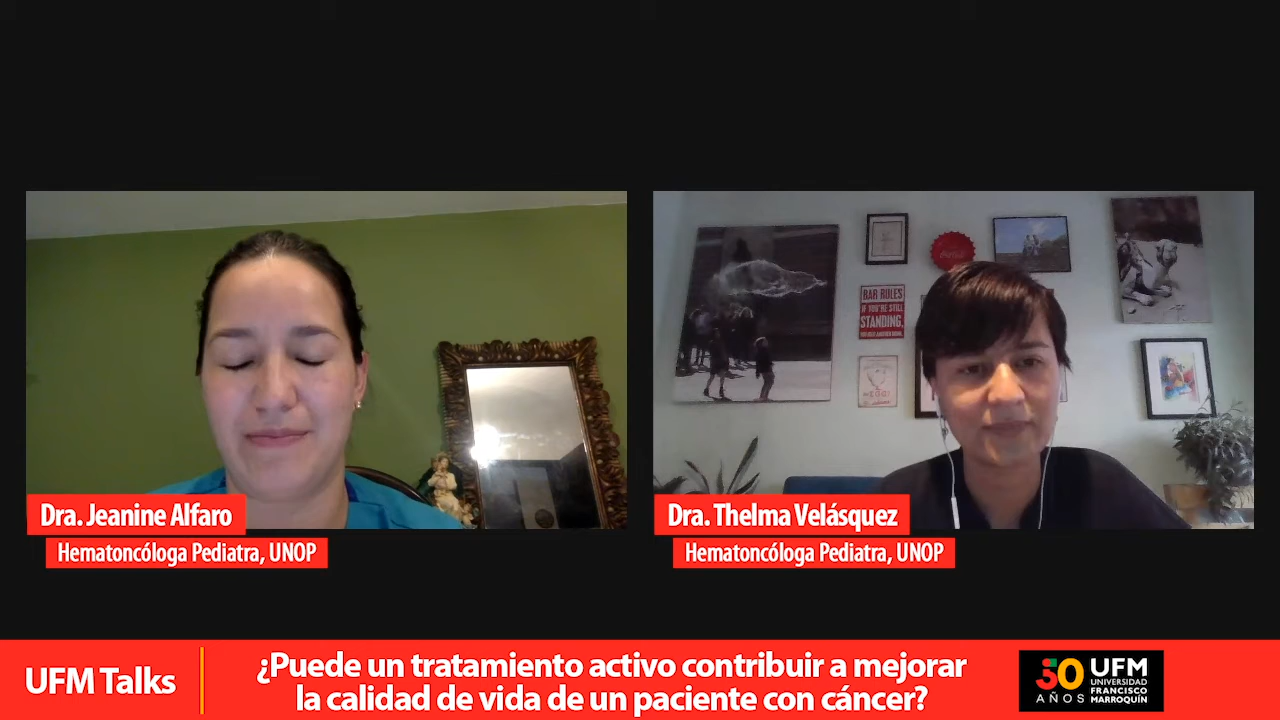 BAR RULES
IF YOU'RE STILL
STANDING,
Dra. Jeanine Alfaro
Hematoncóloga Pediatra, UNOP
Dra. Thelma Velásquez
Hematoncóloga Pediatra, UNOP
UFM Talks
¿Puede un tratamiento activo contribuir a mejorar
la calidad de vida de un paciente con cáncer?
50
AÑOS
UFM
UNIVERSIDAD
FRANCISCO
MARROQUÍN